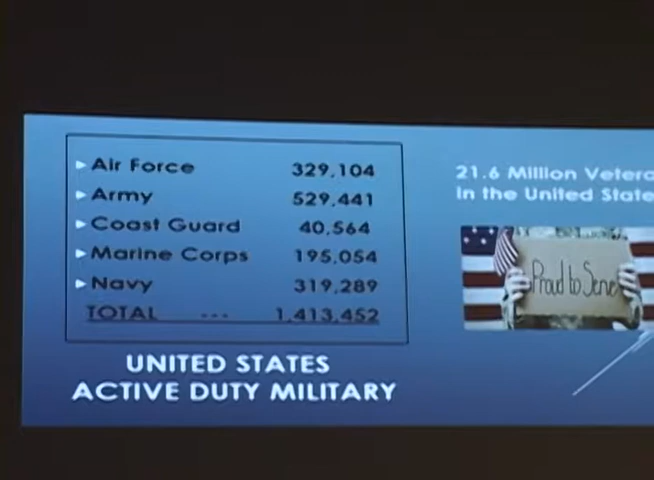 Air Force 329,104
Army 529,441
Coast Guard 40,564
Marine Corps 195,054
Navy 319,289
TOTAL --- 1,413,452
UNITED STATES
ACTIVE DUTY MILITARY
21.6 Million
In the United
Proud to Serve